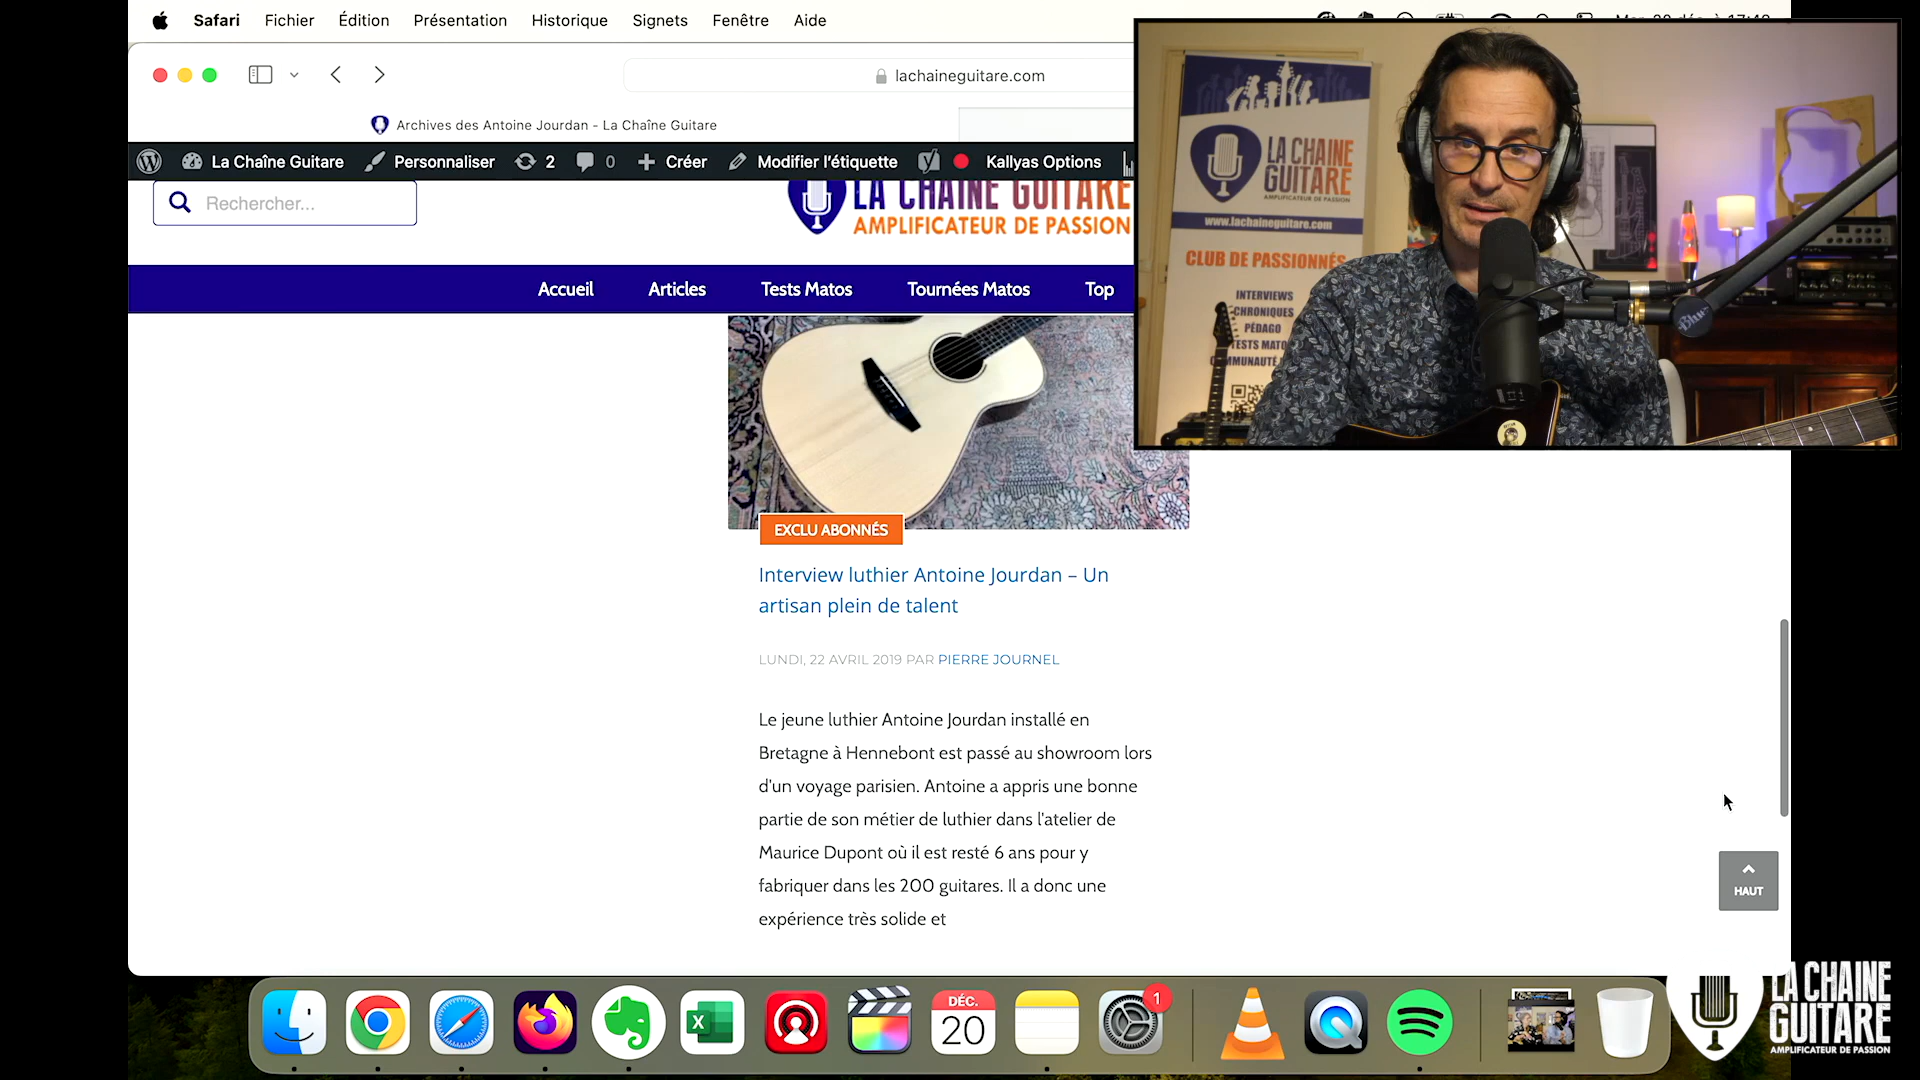 Safari Fichier Édition Présentation Historique Signets Fenêtre Aide
lachaineguitare.com
Archives des Antoine Jourdan - La Chaîne Guitare
La Chaîne Guitare Personnaliser 2 0 Créer Modifier l'étiquette Kallyas Options
Rechercher...
LA CHAINE GUITARE
AMPLIFICATEUR DE PASSION
Accueil Articles Tests Matos Tournées Matos Top
LA CHAINE
GUITARE
AMPLIFICATEUR DE PASSION
www.lachaineguitare.com
CLUB DE PASSIONNÉS
INTERVIEWS
CHRONIQUES
PÉDAGO
TESTS MATO
Blue
EXCLU ABONNÉS
Interview luthier Antoine Jourdan – Un
artisan plein de talent
LUNDI, 22 AVRIL 2019 PAR PIERRE JOURNEL
Le jeune luthier Antoine Jourdan installé en
Bretagne à Hennebont est passé au showroom lors
d'un voyage parisien. Antoine a appris une bonne
partie de son métier de luthier dans l'atelier de
Maurice Dupont où il est resté 6 ans pour y
fabriquer dans les 200 guitares. Il a donc une
expérience très solide et
HAUT
DÉC.
20
1
X
LA CHAINE
GUITARE
AMPLIFICATEUR DE PASSION